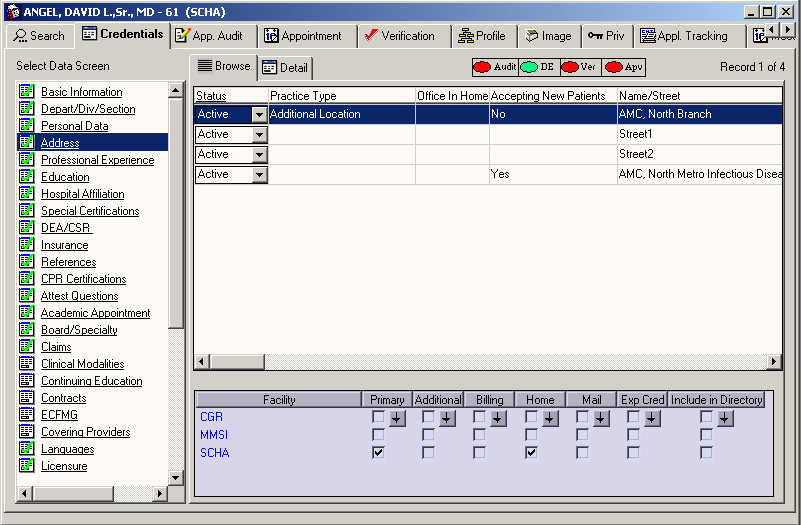 ANGEL, DAVID L.,Sr., MD - 61 (SCHA)
Search Credentials App. Audit Appointment Verification Profile Image Priv Appl. Tracking
Select Data Screen
Browse Detail Audit DE Ver Apv Record 1 of 4
Basic Information
Depart/Div/Section
Personal Data
Address
Professional Experience
Education
Hospital Affiliation
Special Certifications
DEA/CSR
Insurance
References
CPR Certifications
Attest Questions
Academic Appointment
Board/Specialty
Claims
Clinical Modalities
Continuing Education
Contracts
ECFMG
Covering Providers
Languages
Licensure
Status Practice Type Office In Home Accepting New Patients Name/Street
Active Additional Location No AMC, North Branch
Active Street1
Active Street2
Active Yes AMC, North Metro Infectious Disea
Facility Primary Additional Billing Home Mail Exp Cred Include in Directory
CGR
MMSI
SCHA